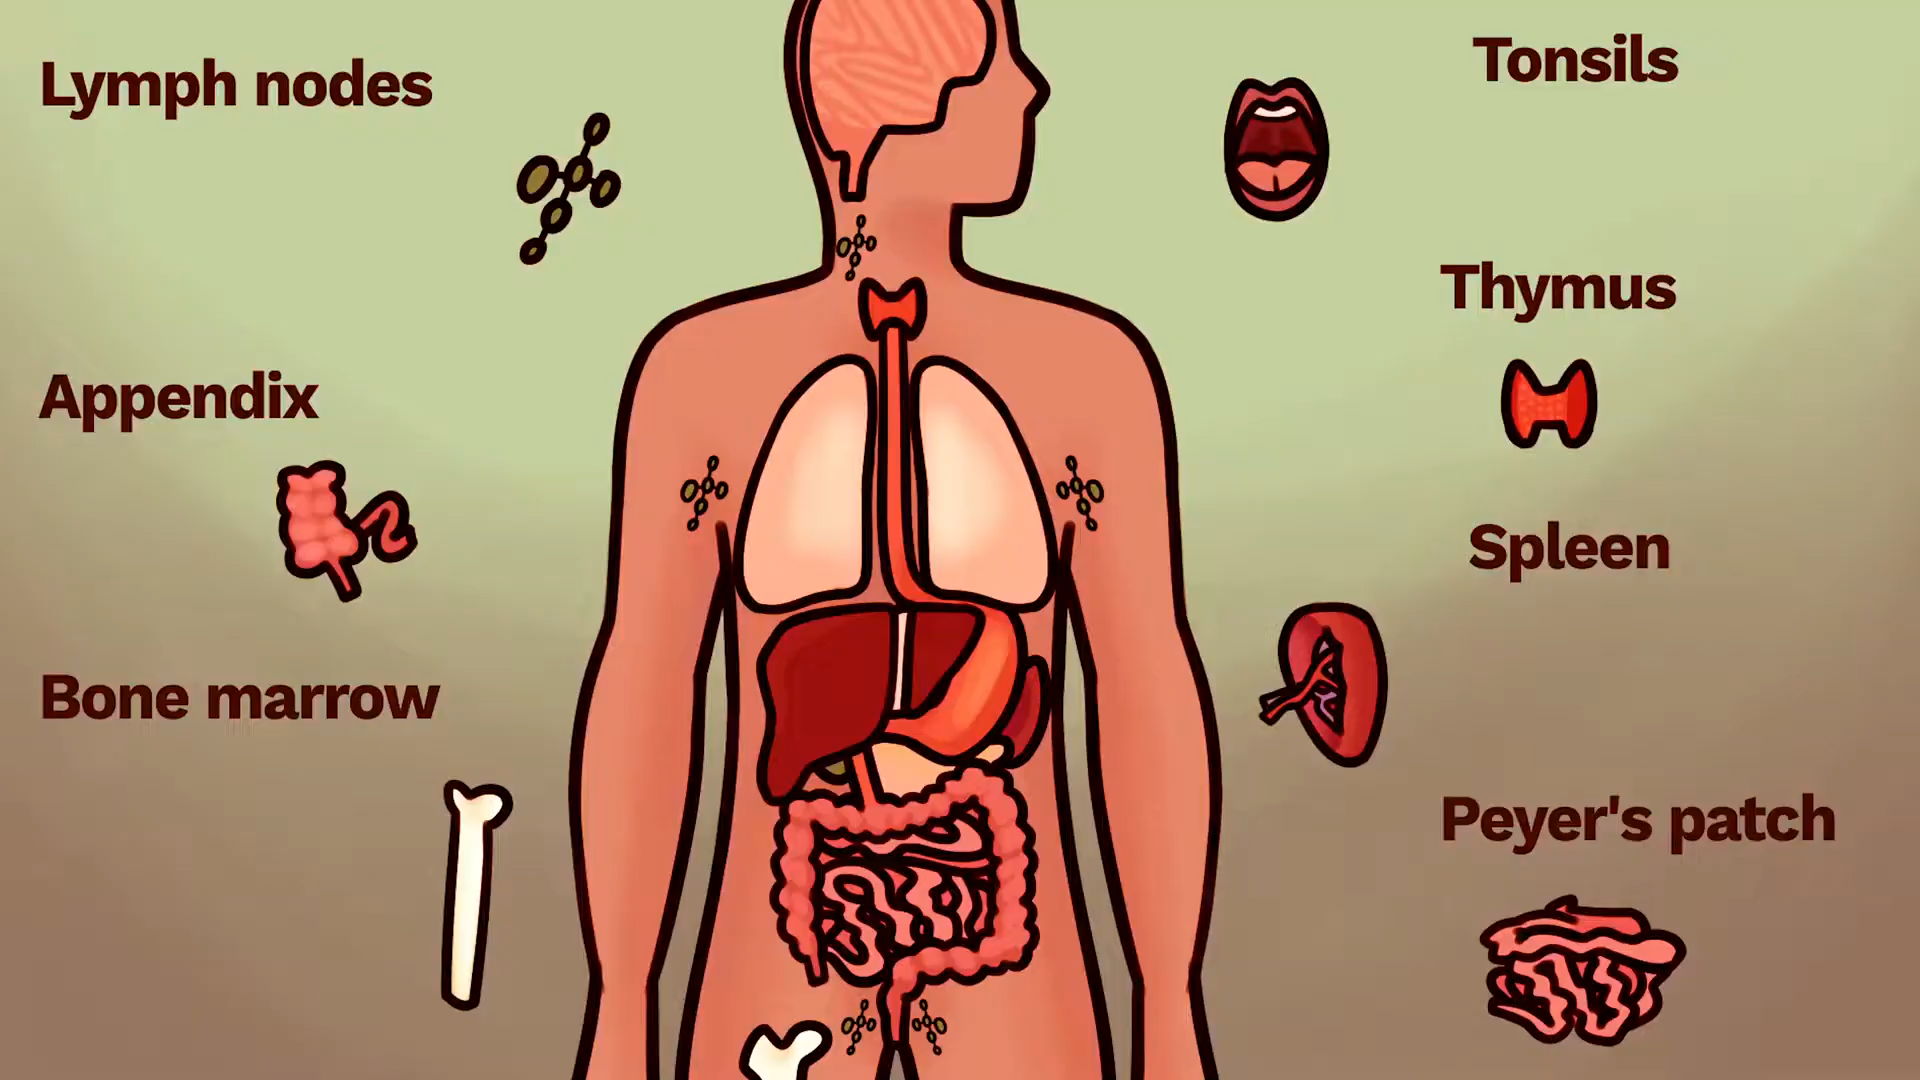 Lymph nodes
Appendix
Bone marrow
Tonsils
Thymus
Spleen
Peyer's patch